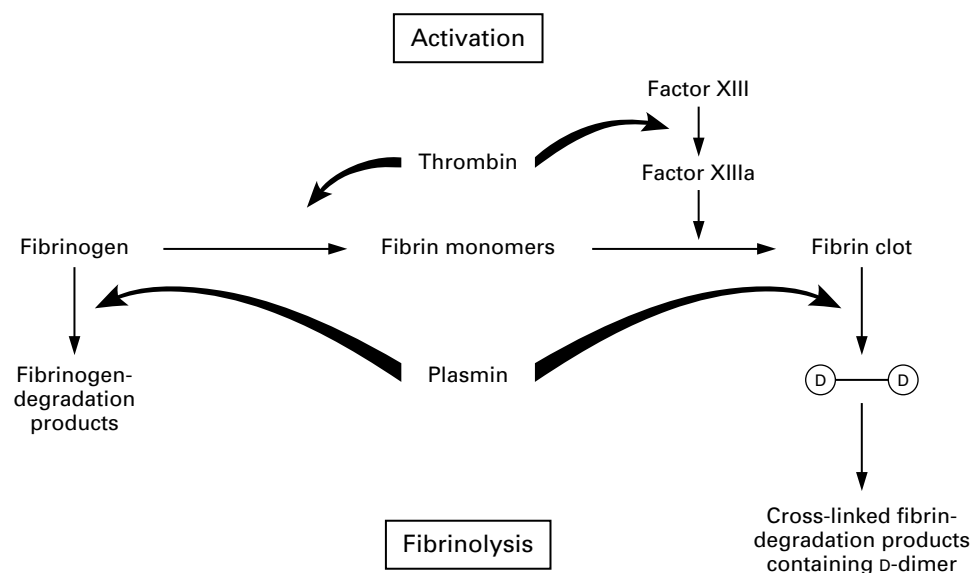 Activation
Factor XIII
Thrombin
Factor XIIIa
Fibrinogen
Fibrin monomers
Fibrin clot
Fibrinogen-
degradation
products
Plasmin
D
D
Fibrinolysis
Cross-linked fibrin-
degradation products
containing D-dimer